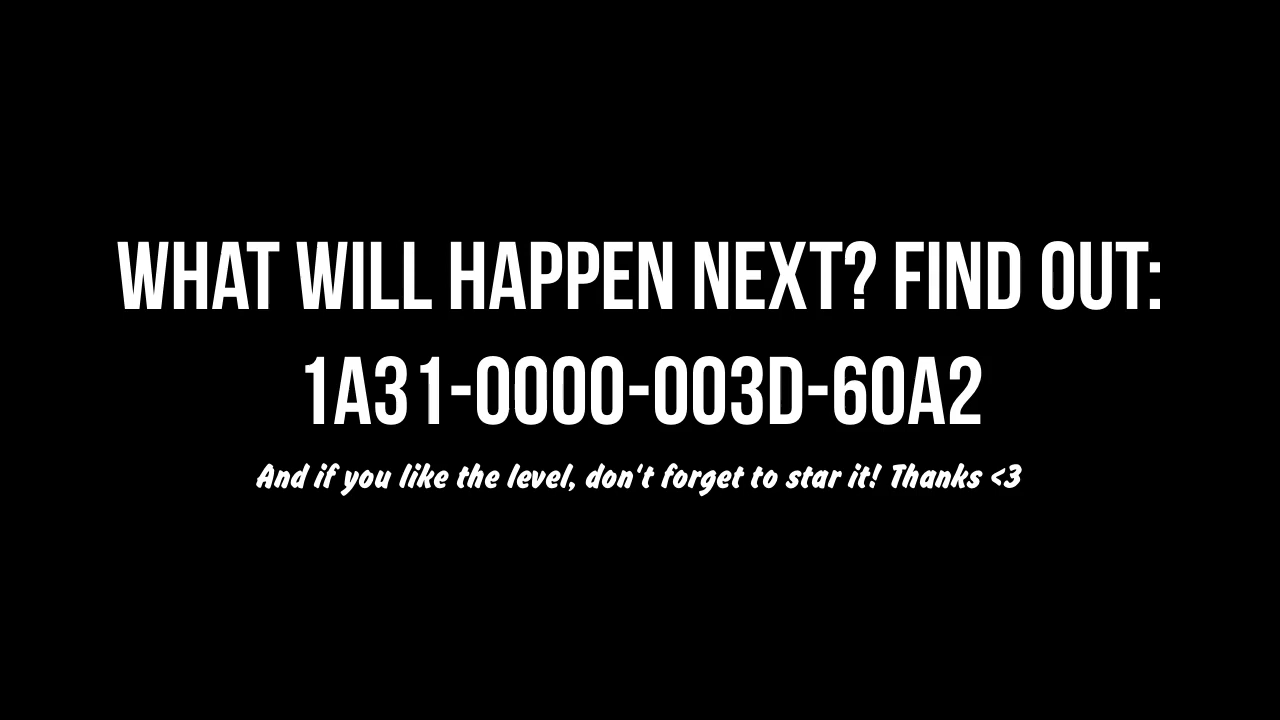 WHAT WILL HAPPEN NEXT? FIND OUT:
1A31-0000-003D-60A2
And if you like the level, don't forget to star it! Thanks <3